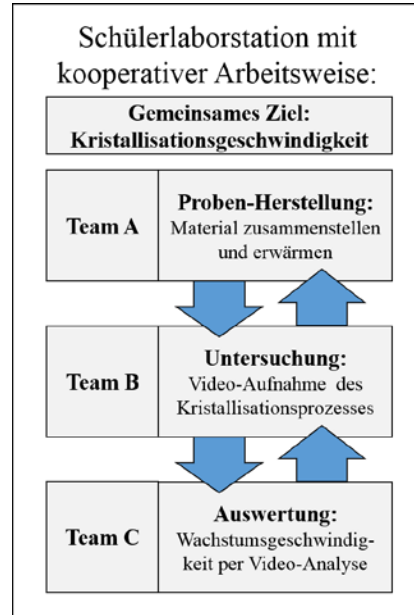 Schülerlaborstation mit
kooperativer Arbeitsweise:
Gemeinsames Ziel:
Kristallisationsgeschwindigkeit
Team A
Proben-Herstellung:
Material zusammenstellen
und erwärmen
Team B
Untersuchung:
Video-Aufnahme des
Kristallisationsprozesses
Team C
Auswertung:
Wachstumsgeschwindig-
keit per Video-Analyse